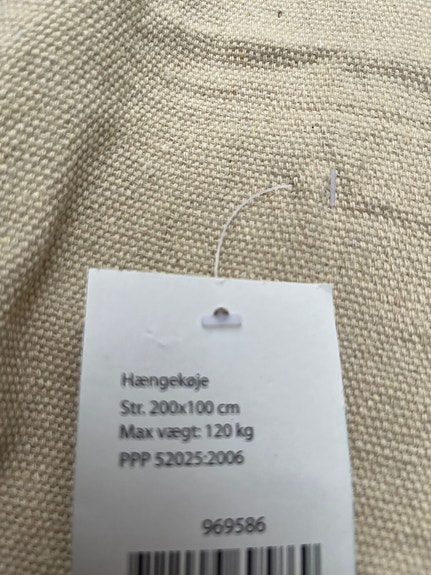 Hængekøje
Str. 200x100 cm
Max vægt: 120 kg
PPP 52025:2006
969586